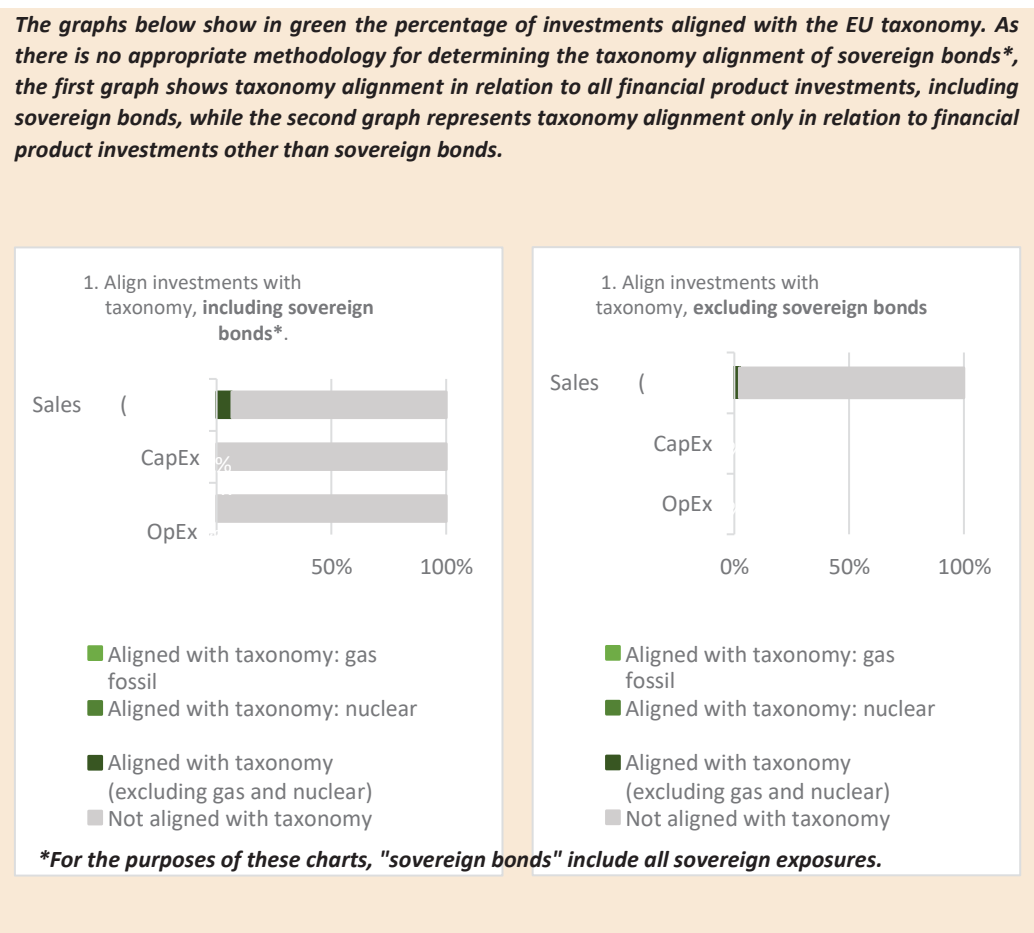 The graphs below show in green the percentage of investments aligned with the EU taxonomy. As
there is no appropriate methodology for determining the taxonomy alignment of sovereign bonds*,
the first graph shows taxonomy alignment in relation to all financial product investments, including
sovereign bonds, while the second graph represents taxonomy alignment only in relation to financial
product investments other than sovereign bonds.
1. Align investments with
taxonomy, including sovereign
bonds*.
Sales (
CapEx
%
OpEx
50% 100%
Aligned with taxonomy: gas
fossil
Aligned with taxonomy: nuclear
Aligned with taxonomy
(excluding gas and nuclear)
Not aligned with taxonomy
1. Align investments with
taxonomy, excluding sovereign bonds
Sales (
CapEx
OpEx
0% 50% 100%
Aligned with taxonomy: gas
fossil
Aligned with taxonomy: nuclear
Aligned with taxonomy
(excluding gas and nuclear)
Not aligned with taxonomy
*For the purposes of these charts, "sovereign bonds" include all sovereign exposures.